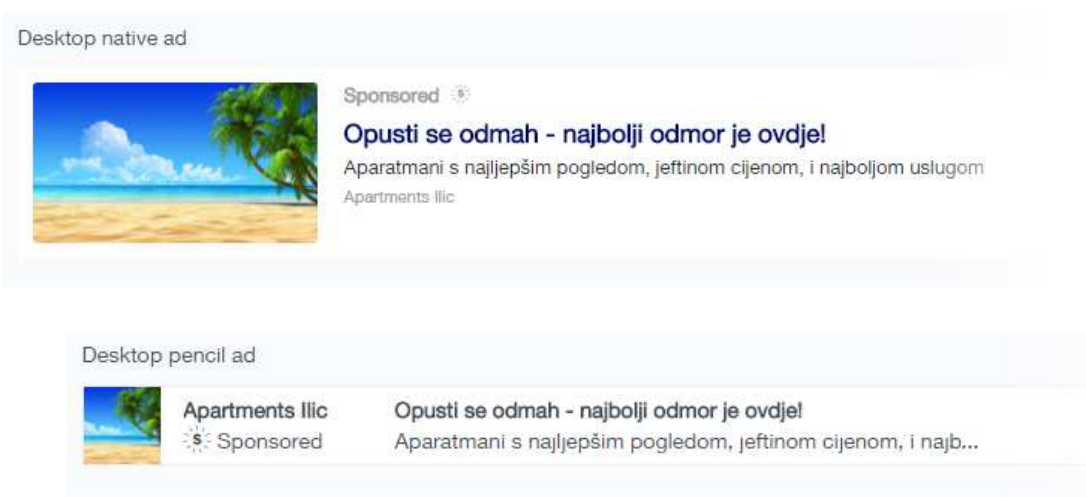 Desktop native ad
Sponsored
Opusti se odmah - najbolji odmor je ovdje!
Aparatmani s najljepšim pogledom, jeftinom cijenom, i najboljom uslugom
Apartments Ilic
Desktop pencil ad
Apartments Ilic
Opusti se odmah - najbolji odmor je ovdje!
S Sponsored
Aparatmani s najljepšim pogledom, jeftinom cijenom, i najb...